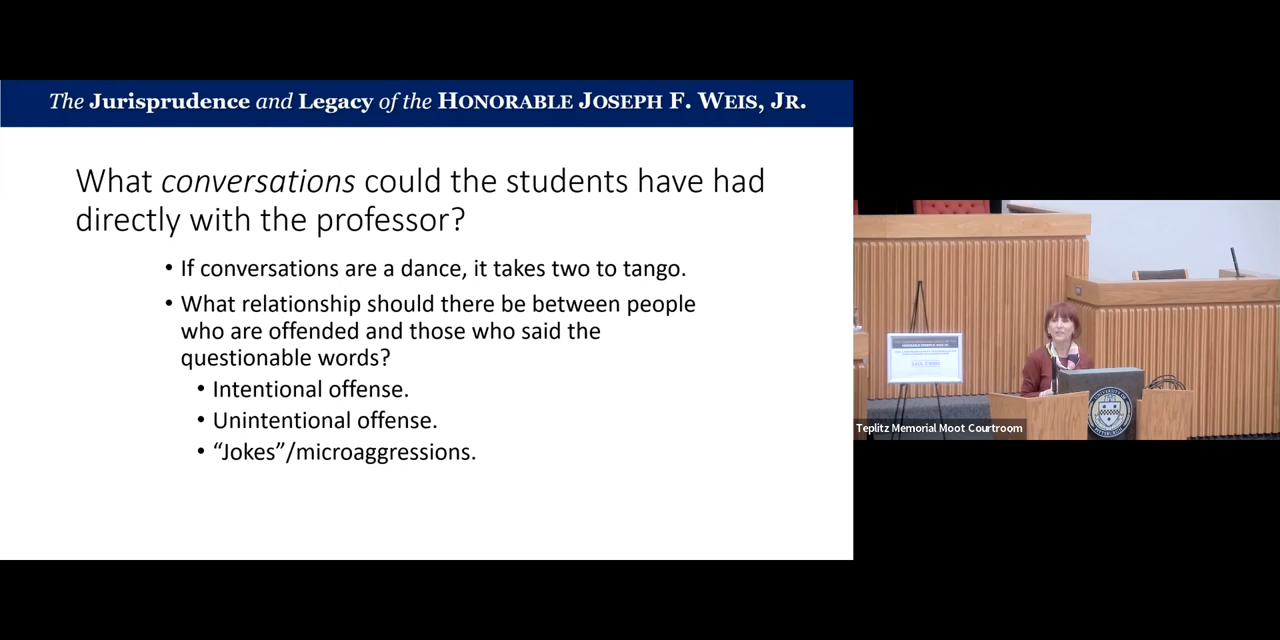 The Jurisprudence and Legacy of the HONORABLE JOSEPH F. WEIS, JR.
What conversations could the students have had
directly with the professor?
• If conversations are a dance, it takes two to tango.
• What relationship should there be between people
who are offended and those who said the
questionable words?
• Intentional offense.
• Unintentional offense.
• “Jokes”/microaggressions.
Teplitz Memorial Moot Courtroom